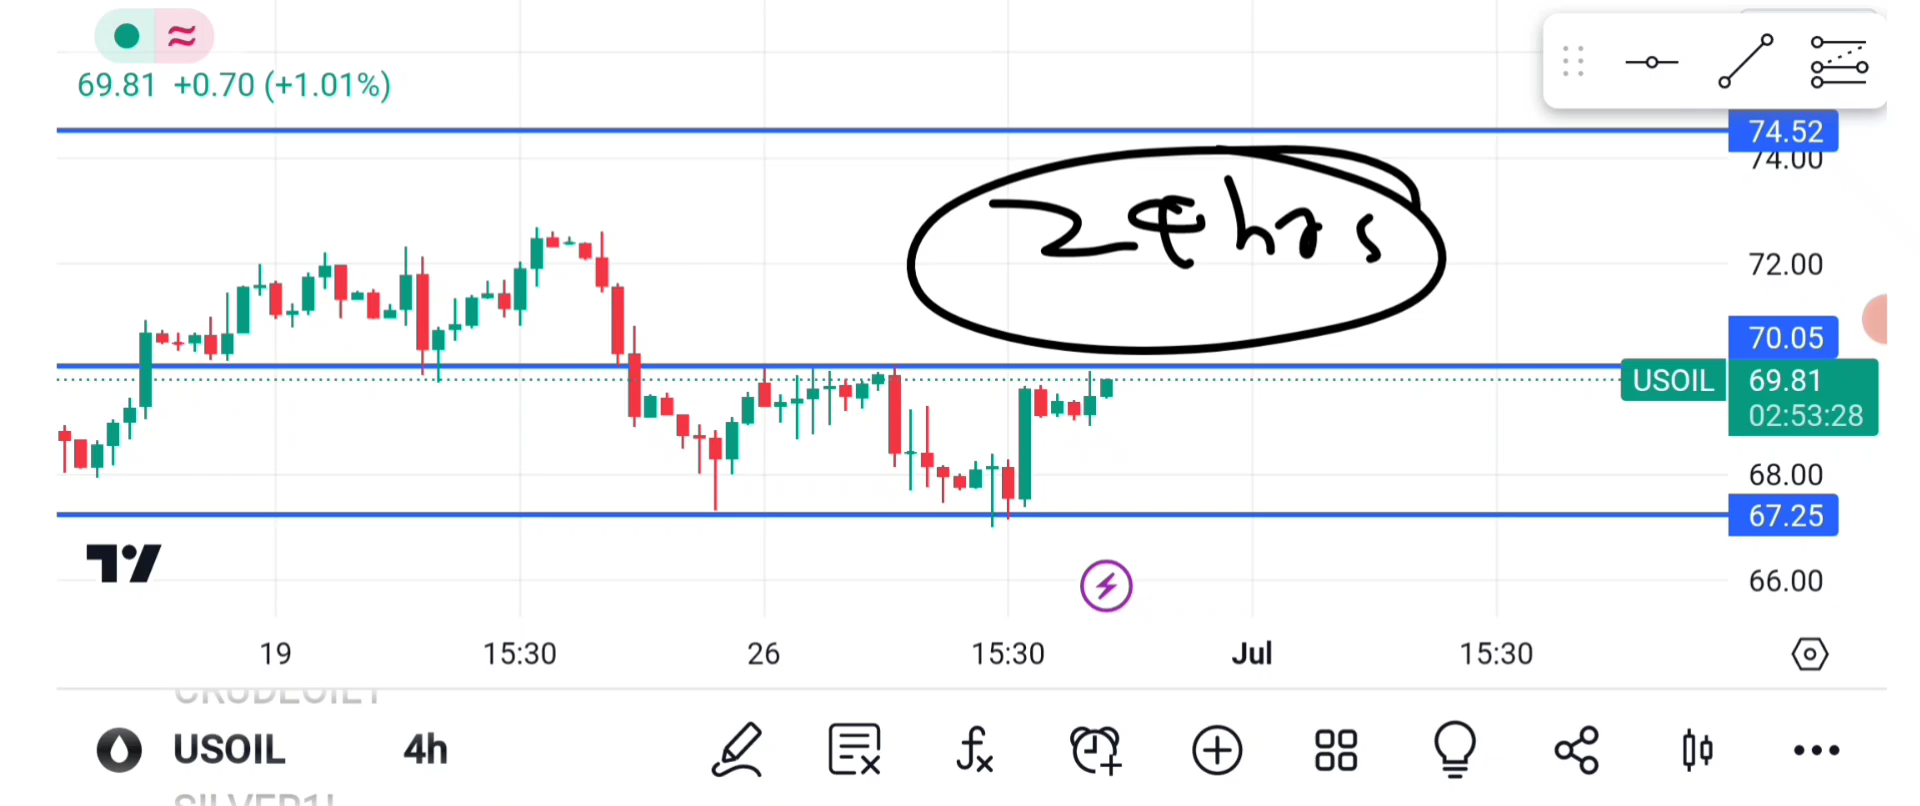 69.81 +0.70 (+1.01%)
74.52
74.00
24hrs
72.00
70.05
USOIL 69.81
02:53:28
68.00
67.25
66.00
19 15:30 26 15:30 Jul 15:30
CRUDEOIL1
USOIL 4h
SILVER1!